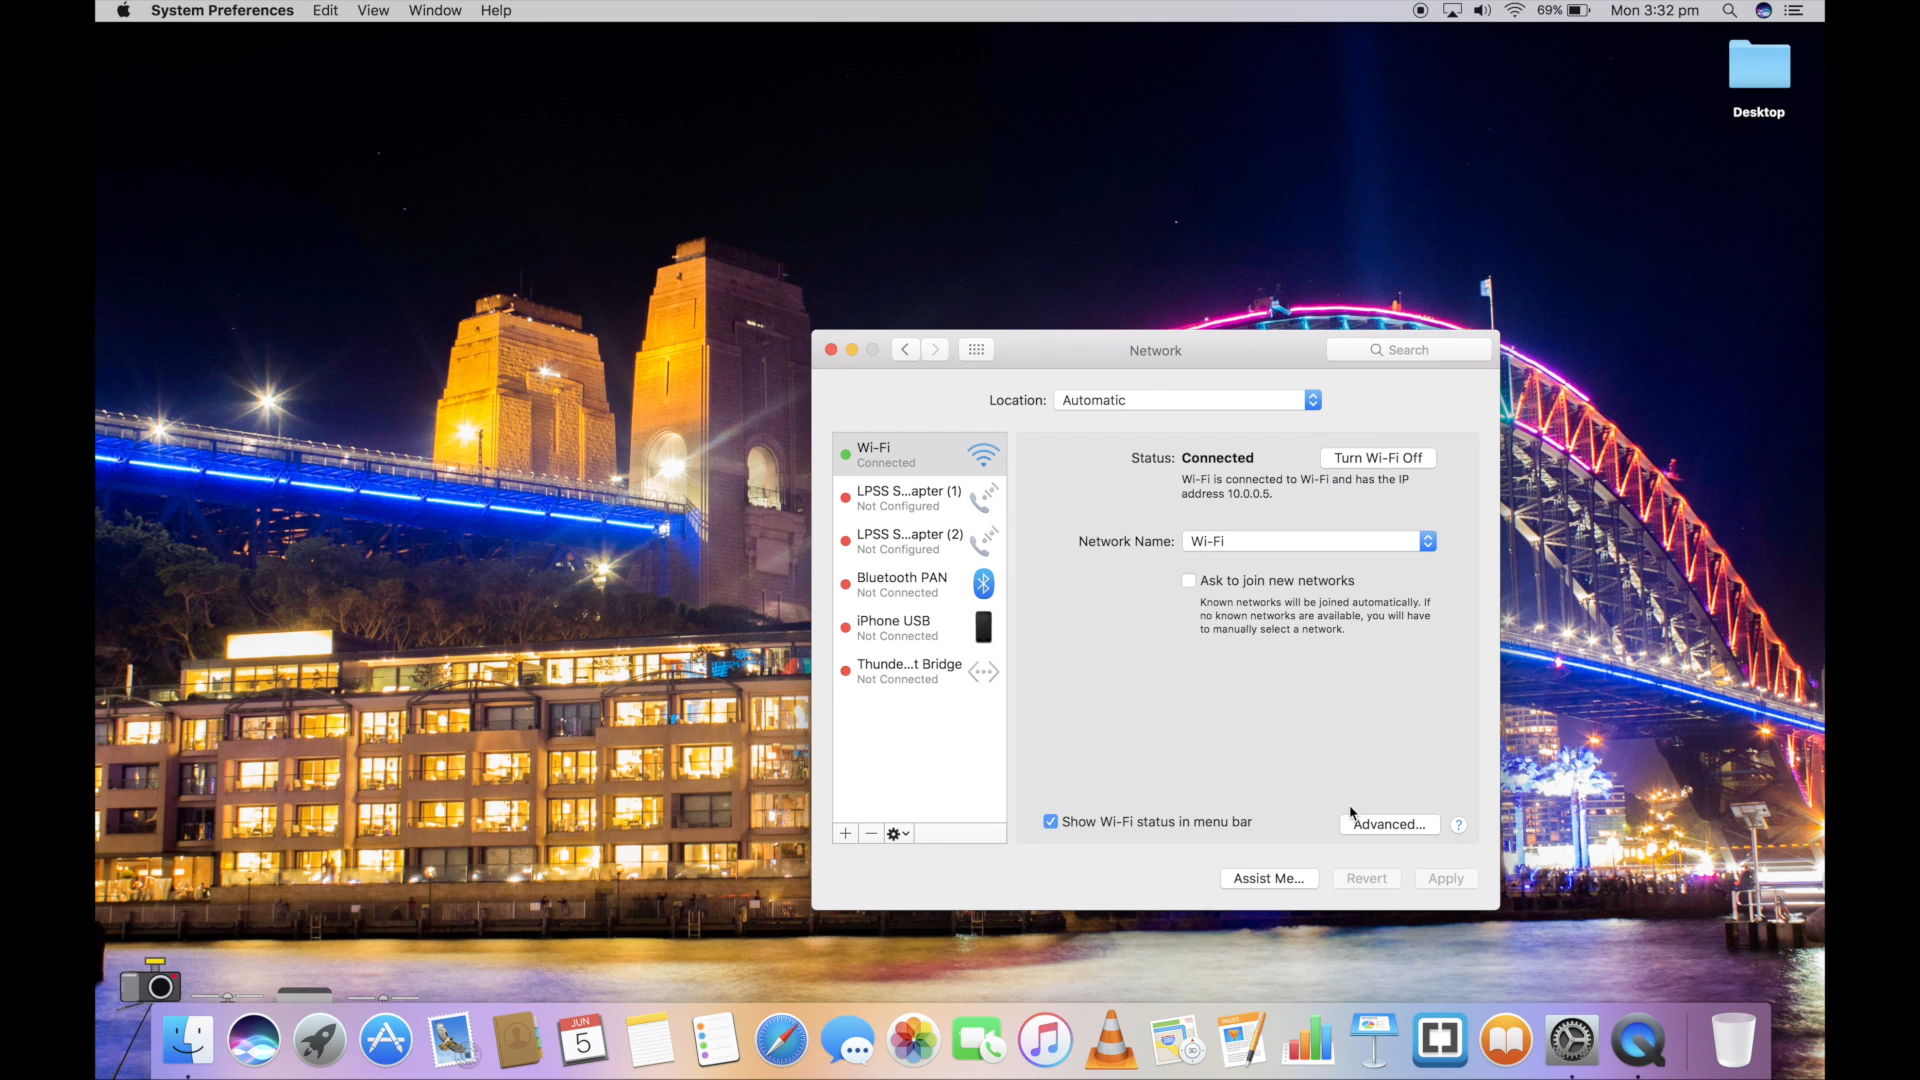 System Preferences Edit View Window Help
69% Mon 3:32 pm
Desktop
Network
Search
Location: Automatic
Wi-Fi
Connected
LPSS S...apter (1)
Not Configured
LPSS S...apter (2)
Not Configured
Bluetooth PAN
Not Connected
iPhone USB
Not Connected
Thunde...t Bridge
Not Connected
Status: Connected
Turn Wi-Fi Off
Wi-Fi is connected to Wi-Fi and has the IP
address 10.0.0.5.
Network Name: Wi-Fi
Ask to join new networks
Known networks will be joined automatically. If
no known networks are available, you will have
to manually select a network.
Show Wi-Fi status in menu bar
Advanced... ?
Assist Me... Revert Apply
JUN
5
PAGES
3D